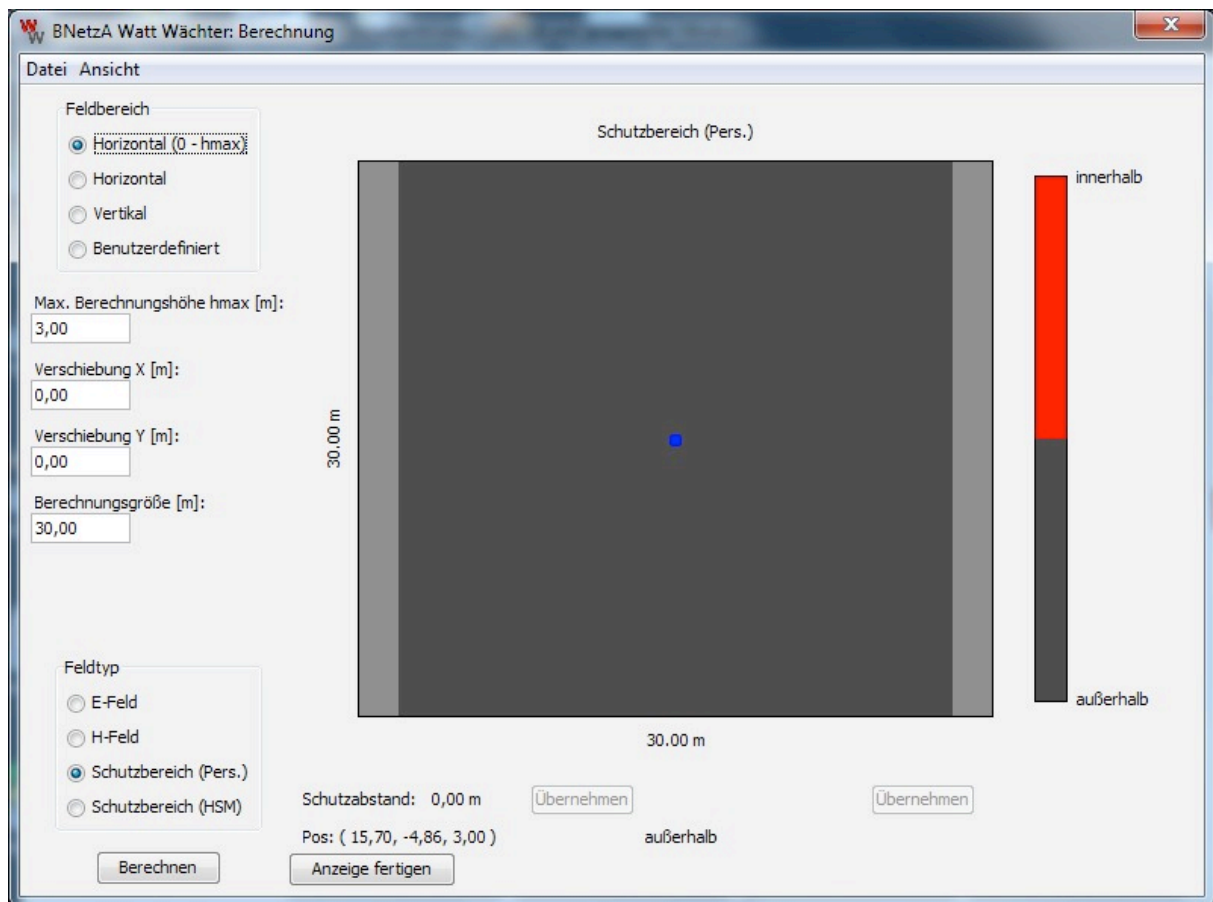 BNetzA Watt Wächter: Berechnung
Datei Ansicht
Feldbereich
Horizontal (0 - hmax)
Horizontal
Vertikal
Benutzerdefiniert
Max. Berechnungshöhe hmax [m]:
3,00
Verschiebung X [m]:
0,00
Verschiebung Y [m]:
0,00
Berechnungsgröße [m]:
30,00
Feldtyp
E-Feld
H-Feld
Schutzbereich (Pers.)
Schutzbereich (HSM)
Berechnen
Schutzbereich (Pers.)
30.00 m
30.00 m
innerhalb
außerhalb
Schutzabstand: 0,00 m
Übernehmen
Übernehmen
Pos: ( 15,70, -4,86, 3,00 )
außerhalb
Anzeige fertigen